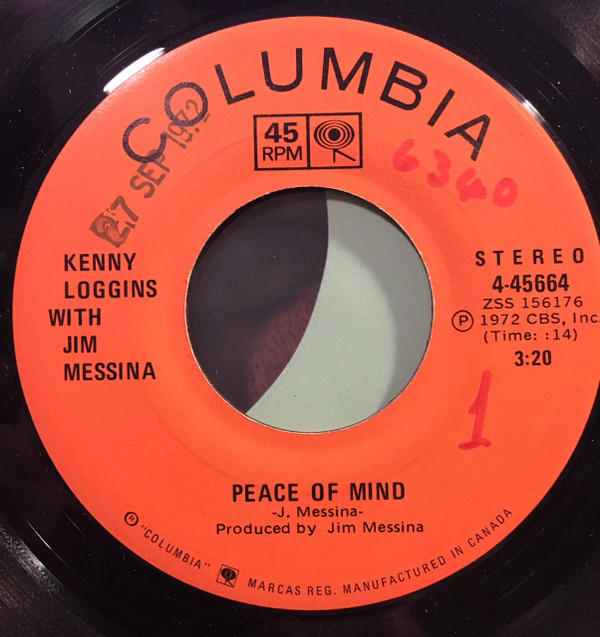 COLUMBIA
45
RPM
27 SEP 1972
6340
KENNY
LOGGINS
WITH
JIM
MESSINA
STEREO
4-45664
ZSS 156176
Ⓟ 1972 CBS, Inc.
(Time: :14)
3:20
1
PEACE OF MIND
-J. Messina-
Produced by Jim Messina
® "COLUMBIA" MARCAS REG. MANUFACTURED IN CANADA